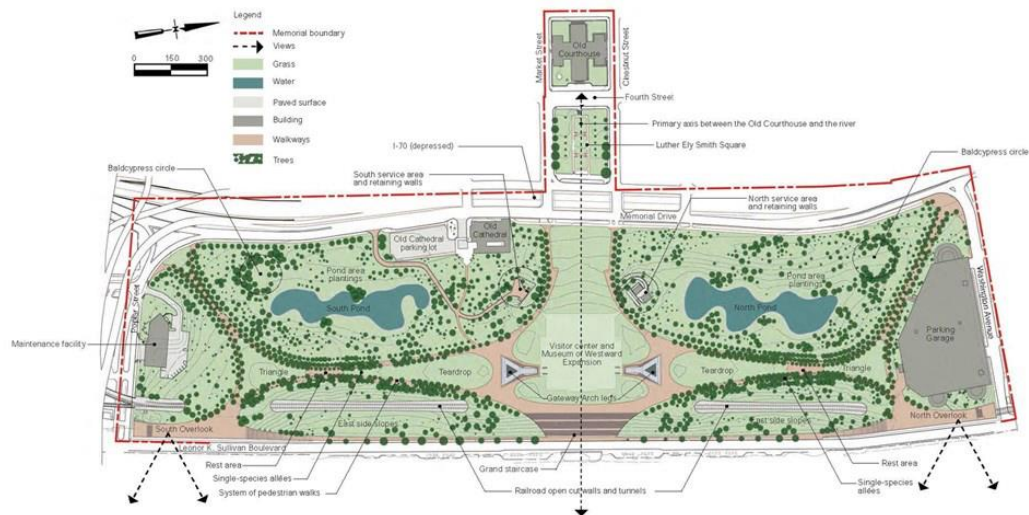 Legend
Memorial boundary
Views
Grass
Water
Paved surface
Building
Walkways
Trees
0 150 300
N
Old
Courthouse
Market Street
Chestnut Street
Fourth Street
Primary axis between the Old Courthouse and the river
Luther Ely Smith Square
I-70 (depressed)
South service area
and retaining walls
North service area
and retaining walls
Baldcypress circle
Baldcypress circle
Memorial Drive
Old Cathedral
parking lot
Old
Cathedral
Pond area
plantings
Pond area
plantings
South Pond
North Pond
Poplar Street
Washington Avenue
Maintenance facility
Parking
Garage
Visitor center and
Museum of Westward
Expansion
Triangle
Teardrop
Teardrop
Triangle
Gateway Arch legs
South Overlook
East side slopes
East side slopes
North Overlook
Leonor K. Sullivan Boulevard
Rest area
Single-species allées
System of pedestrian walks
Grand staircase
Railroad open cut walls and tunnels
Rest area
Single-species
allées